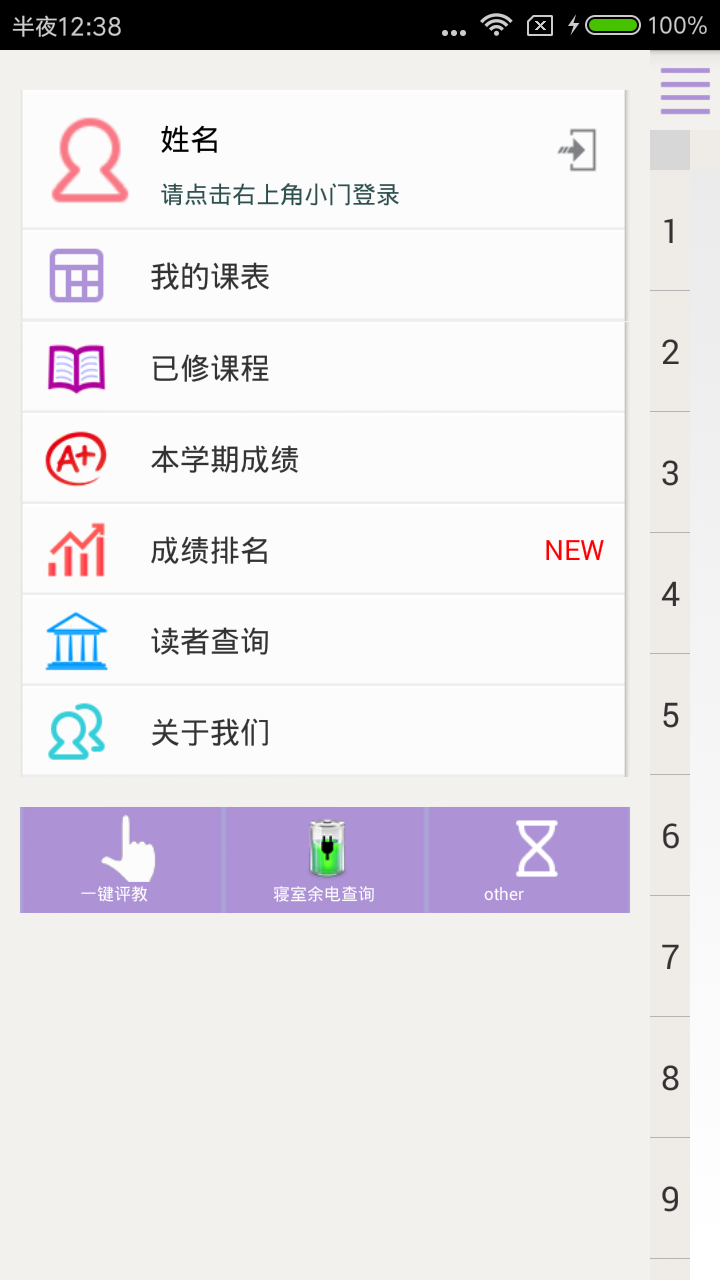 半夜12:38
100%
姓名
请点击右上角小门登录
我的课表
已修课程
A+
本学期成绩
成绩排名
NEW
读者查询
关于我们
一键评教
寝室余电查询
other
1
2
3
4
5
6
7
8
9